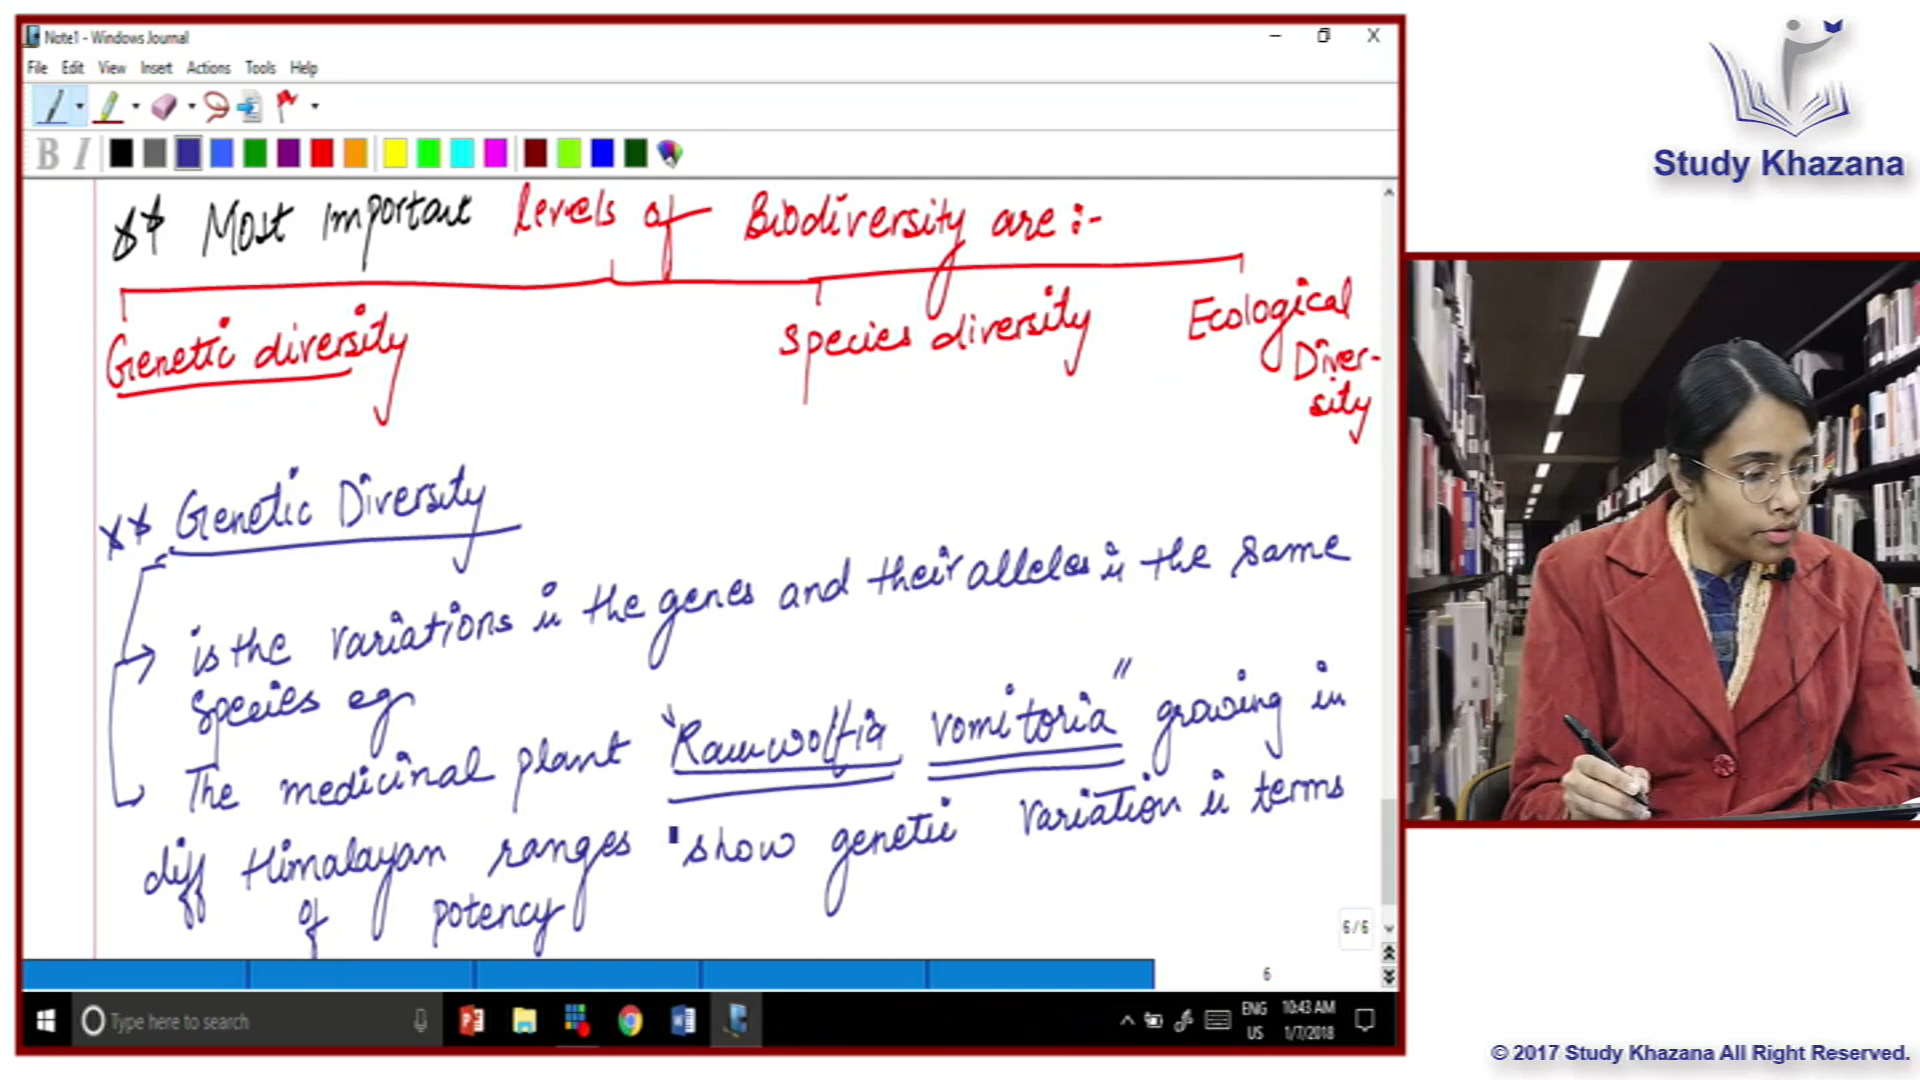 Note1 - Windows Journal
File Edit View Insert Actions Tools Help
B I
Study Khazana
Most Important levels of Biodiversity are :-
Genetic diversity
Species diversity
Ecological
Diver-
sity
Genetic Diversity
is the variations in the genes and their alleles in the same
species eg
The medicinal plant "Rauwolfia vomitoria" growing in
diff Himalayan ranges show genetic variation in terms
of potency
6/6
6
Type here to search
ENG
US
10:43 AM
1/7/2018
© 2017 Study Khazana All Right Reserved.